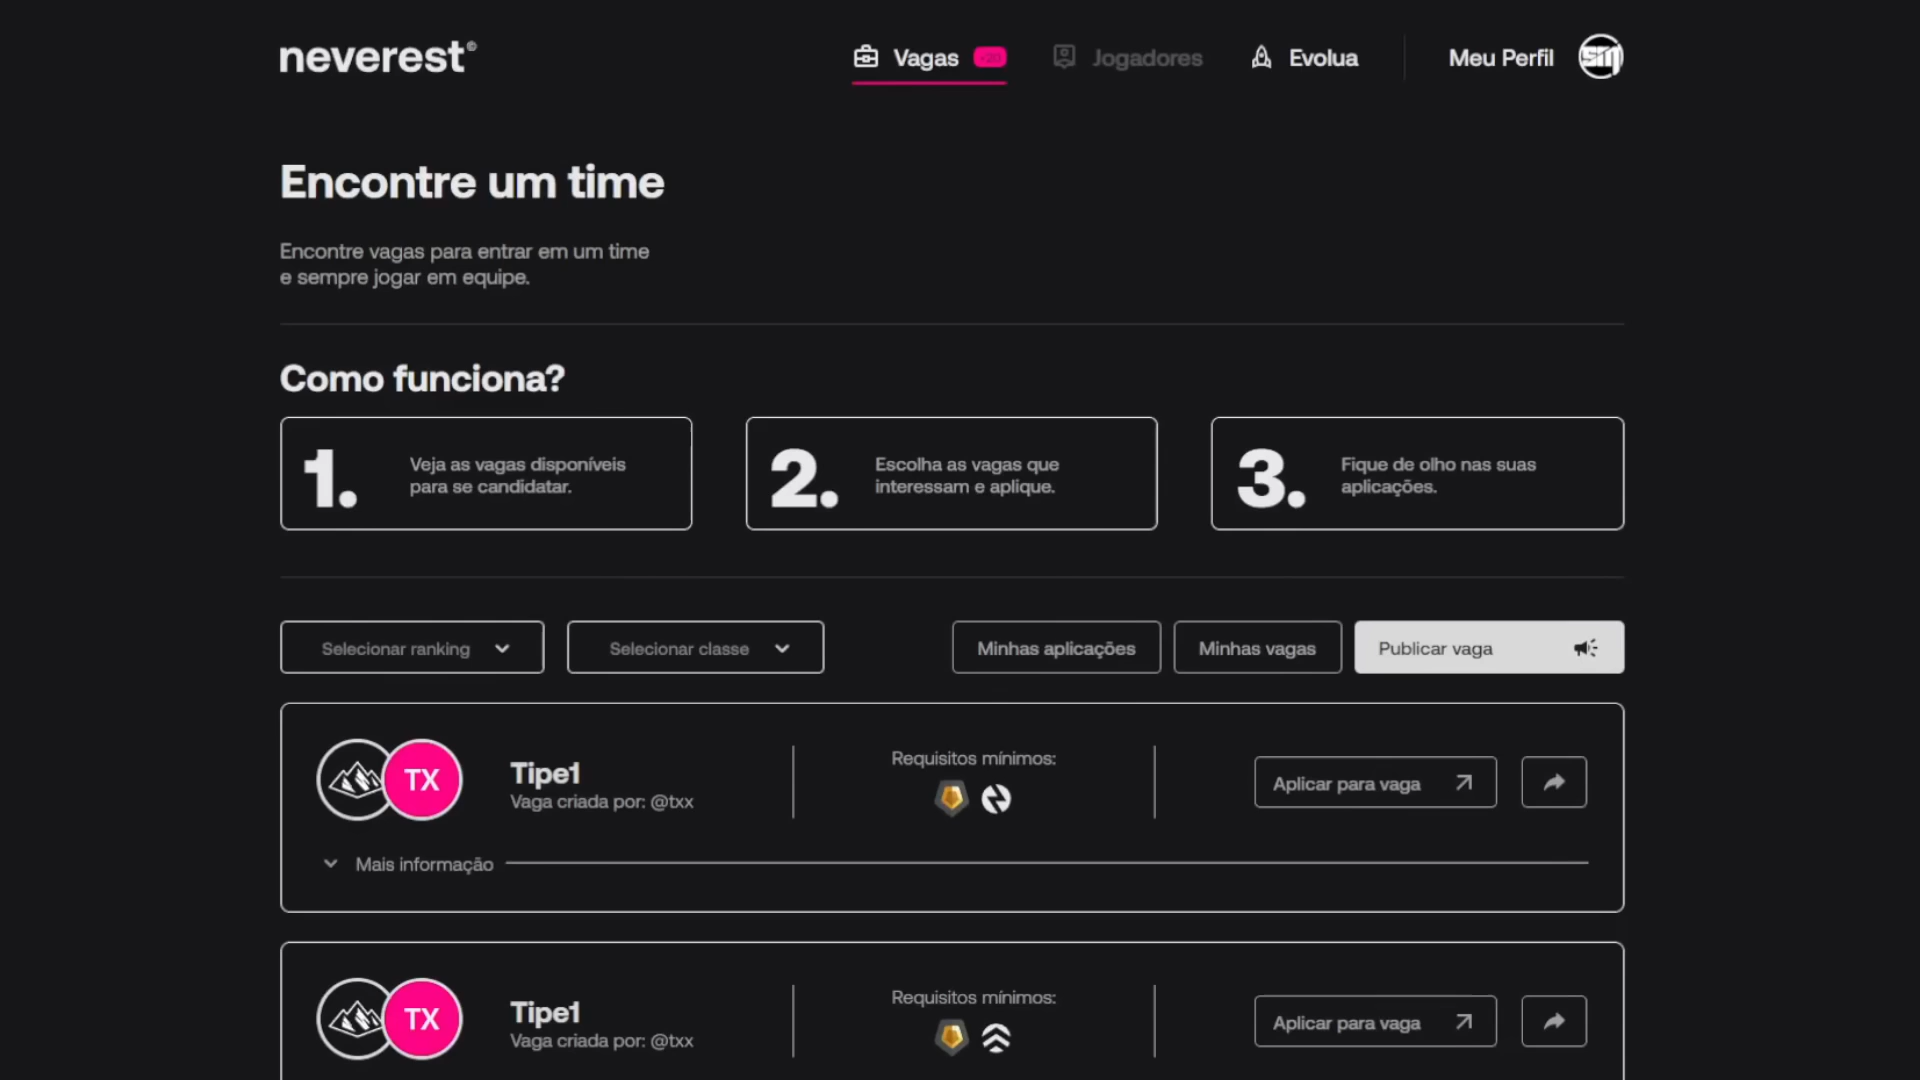 neverest©
Vagas
+20
Jogadores
Evolua
Meu Perfil
Encontre um time
Encontre vagas para entrar em um time
e sempre jogar em equipe.
Como funciona?
1.
Veja as vagas disponíveis
para se candidatar.
2.
Escolha as vagas que
interessam e aplique.
3.
Fique de olho nas suas
aplicações.
Selecionar ranking
Selecionar classe
Minhas aplicações
Minhas vagas
Publicar vaga
TX
Tipe1
Vaga criada por: @txx
Requisitos mínimos:
Aplicar para vaga
Mais informação
TX
Tipe1
Vaga criada por: @txx
Requisitos mínimos:
Aplicar para vaga